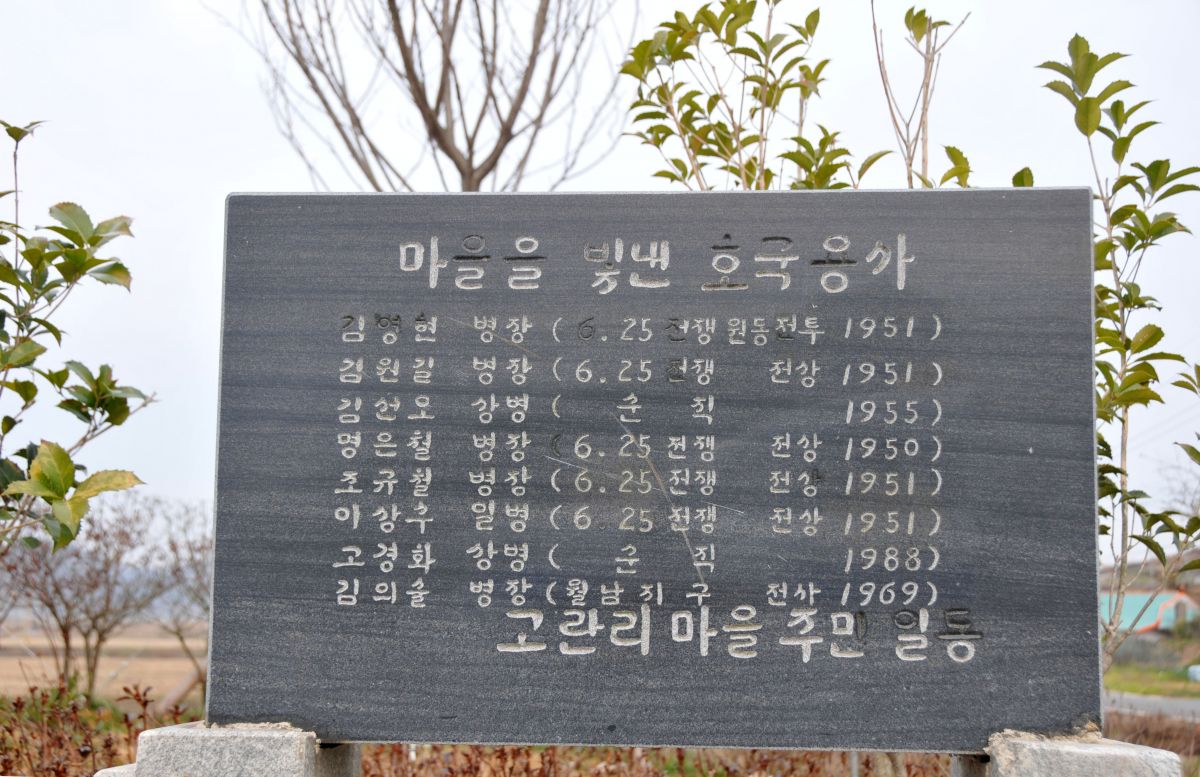 마을을 빛낸 호국용사
김영현 병장 (6.25 전쟁 원동전투 1951)
김원길 병장 (6.25 전쟁 전상 1951)
김선오 상병 ( 순 직 1955)
명은철 병장 (6.25 전쟁 전상 1950)
조규철 병장 (6.25 전쟁 전상 1951)
이상수 일병 (6.25 전쟁 전상 1951)
고경화 상병 ( 순 직 1988)
김의술 병장 (월남지구 전사 1969)
고란리 마을 주민 일동